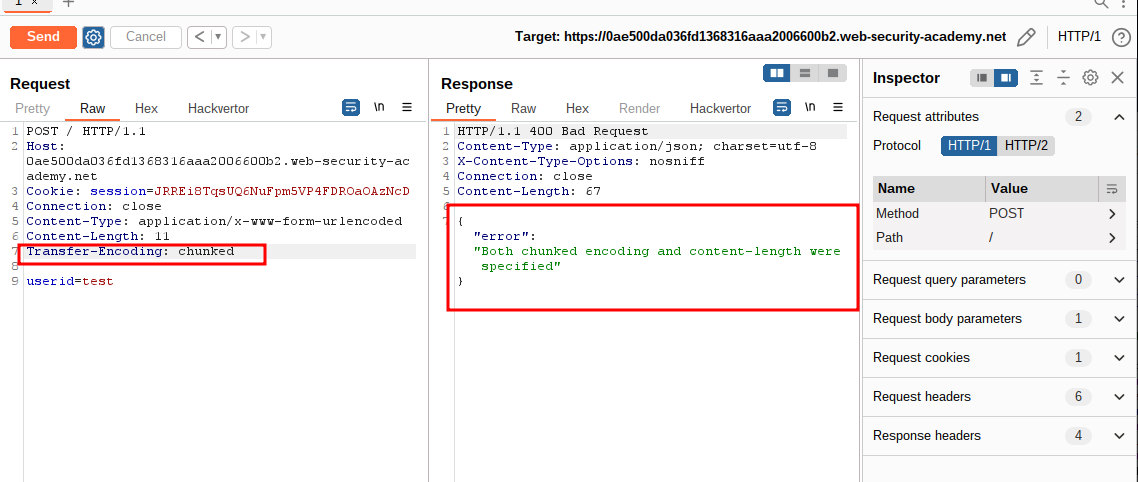 1 × +
Send Cancel < > Target: https://0ae500da036fd1368316aaa2006600b2.web-security-academy.net HTTP/1
Request
Pretty Raw Hex Hackvertor \n
1 POST / HTTP/1.1
2 Host:
0ae500da036fd1368316aaa2006600b2.web-security-ac
ademy.net
3 Cookie: session=JRREi8TqsUQ6NuFpm5VP4FDROaOAzNcD
4 Connection: close
5 Content-Type: application/x-www-form-urlencoded
6 Content-Length: 11
7 Transfer-Encoding: chunked
8
9 userid=test
Response
Pretty Raw Hex Render Hackvertor \n
1 HTTP/1.1 400 Bad Request
2 Content-Type: application/json; charset=utf-8
3 X-Content-Type-Options: nosniff
4 Connection: close
5 Content-Length: 67
6
7 {
"error":
"Both chunked encoding and content-length were
specified"
}
Inspector
Request attributes 2
Protocol HTTP/1 HTTP/2
Name Value
Method POST
Path /
Request query parameters 0
Request body parameters 1
Request cookies 1
Request headers 6
Response headers 4